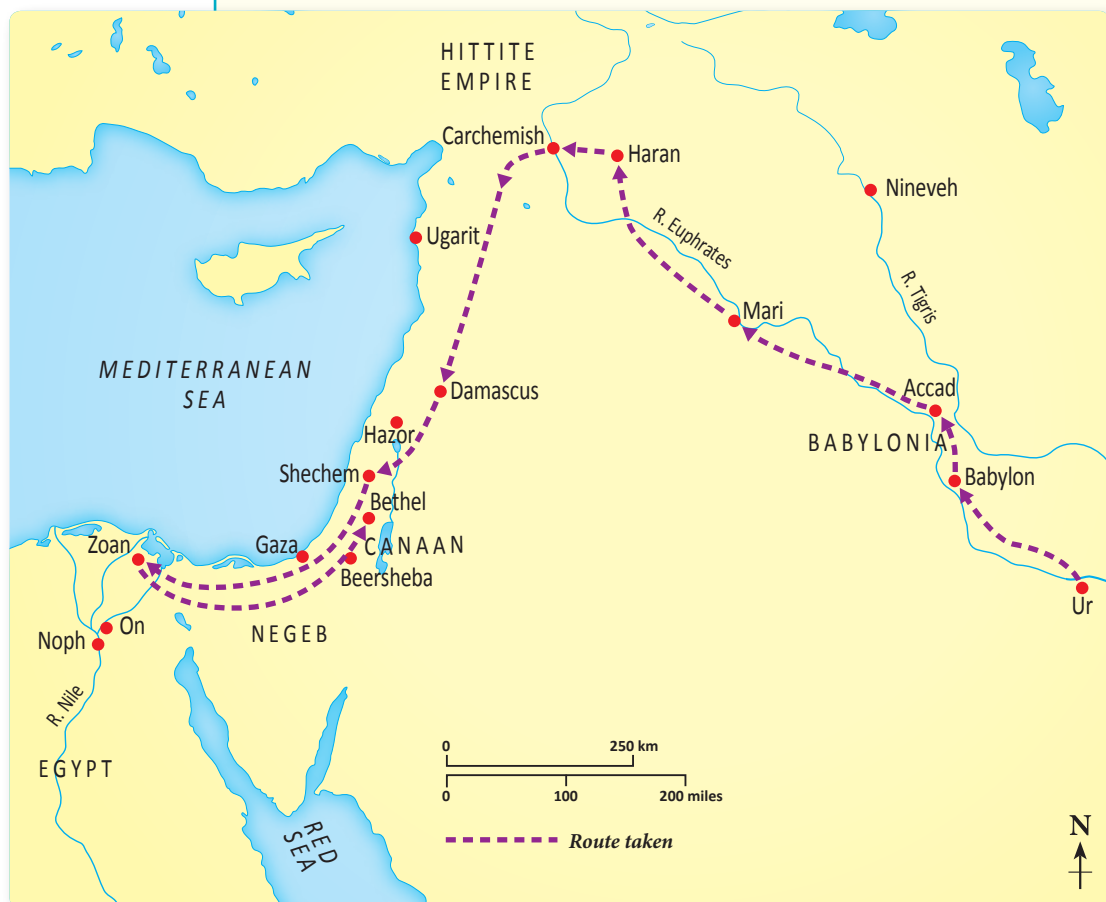 HITTITE
EMPIRE
Carchemish
Haran
Nineveh
Ugarit
R. Euphrates
R. Tigris
Mari
MEDITERRANEAN
SEA
Damascus
Accad
Hazor
BABYLONIA
Shechem
Babylon
Bethel
Zoan
Gaza
CANAAN
Beersheba
Ur
On
NEGEB
Noph
R. Nile
EGYPT
0 250 km
0 100 200 miles
RED
SEA
Route taken
N